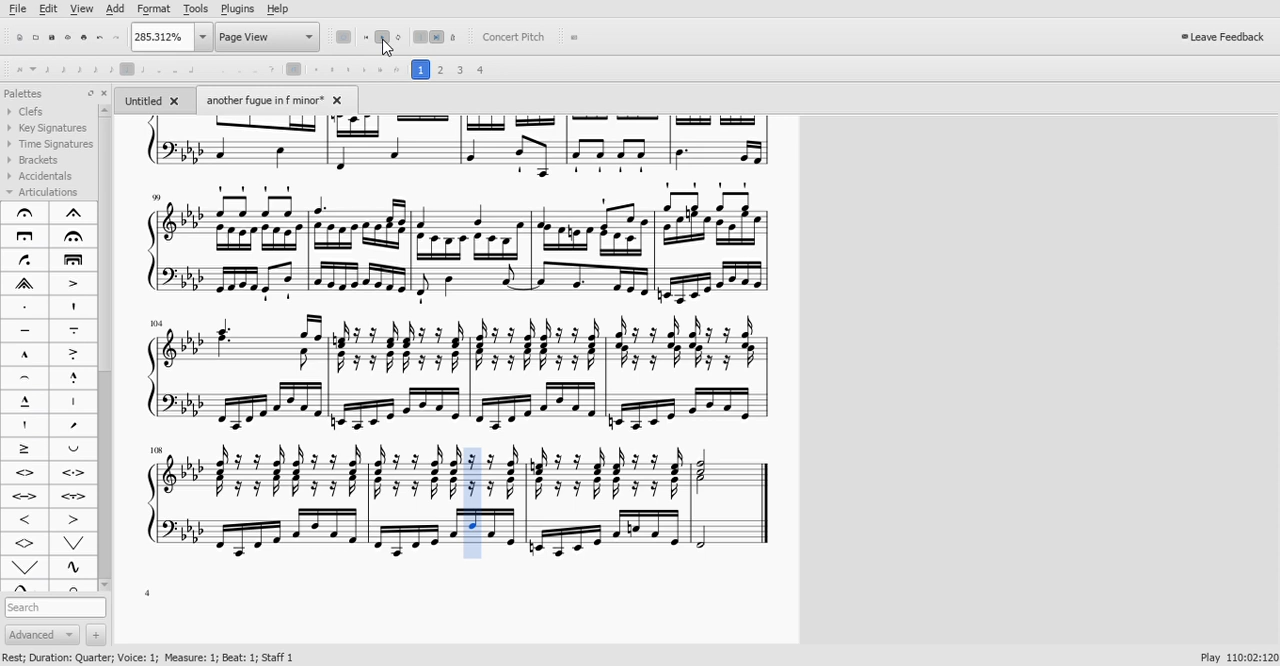 File Edit View Add Format Tools Plugins Help
285.312% Page View Concert Pitch Leave Feedback
1 2 3 4
Palettes Untitled another fugue in f minor*
Clefs
Key Signatures
Time Signatures
Brackets
Accidentals
Articulations
99
104
108
4
Search
Advanced +
Rest; Duration: Quarter; Voice: 1; Measure: 1; Beat: 1; Staff 1 Play 110:02:120